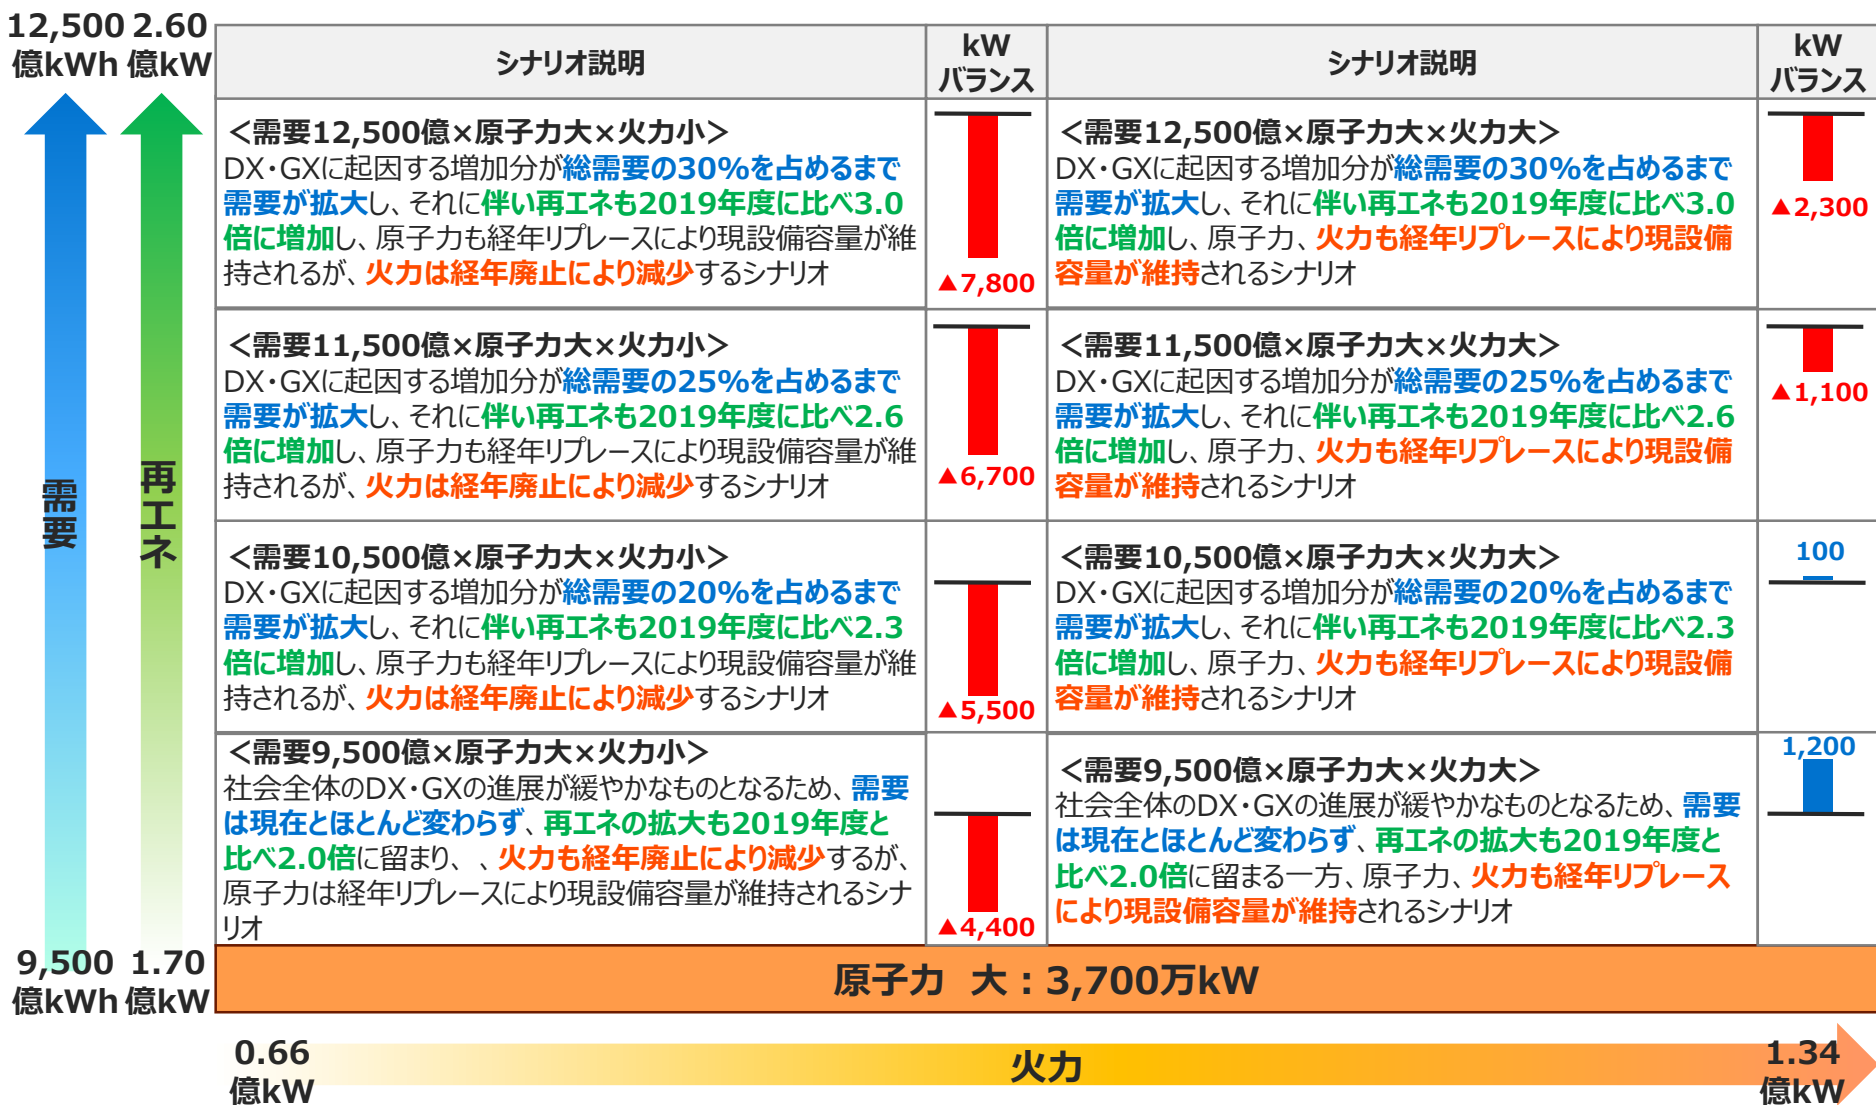 12,500
億kWh
2.60
億kW
シナリオ説明
kW
バランス
シナリオ説明
kW
バランス
＜需要12,500億×原子力大×火力小＞
DX・GXに起因する増加分が総需要の30%を占めるまで
需要が拡大し、それに伴い再エネも2019年度に比べ3.0
倍に増加し、原子力も経年リプレースにより現設備容量が維
持されるが、火力は経年廃止により減少するシナリオ
▲7,800
＜需要12,500億×原子力大×火力大＞
DX・GXに起因する増加分が総需要の30%を占めるまで
需要が拡大し、それに伴い再エネも2019年度に比べ3.0
倍に増加し、原子力、火力も経年リプレースにより現設備
容量が維持されるシナリオ
▲2,300
＜需要11,500億×原子力大×火力小＞
DX・GXに起因する増加分が総需要の25%を占めるまで
需要が拡大し、それに伴い再エネも2019年度に比べ2.6
倍に増加し、原子力も経年リプレースにより現設備容量が維
持されるが、火力は経年廃止により減少するシナリオ
▲6,700
＜需要11,500億×原子力大×火力大＞
DX・GXに起因する増加分が総需要の25%を占めるまで
需要が拡大し、それに伴い再エネも2019年度に比べ2.6
倍に増加し、原子力、火力も経年リプレースにより現設備
容量が維持されるシナリオ
▲1,100
需要
再エネ
＜需要10,500億×原子力大×火力小＞
DX・GXに起因する増加分が総需要の20%を占めるまで
需要が拡大し、それに伴い再エネも2019年度に比べ2.3
倍に増加し、原子力も経年リプレースにより現設備容量が維
持されるが、火力は経年廃止により減少するシナリオ
▲5,500
＜需要10,500億×原子力大×火力大＞
DX・GXに起因する増加分が総需要の20%を占めるまで
需要が拡大し、それに伴い再エネも2019年度に比べ2.3
倍に増加し、原子力、火力も経年リプレースにより現設備
容量が維持されるシナリオ
100
＜需要9,500億×原子力大×火力小＞
社会全体のDX・GXの進展が緩やかなものとなるため、需要
は現在とほとんど変わらず、再エネの拡大も2019年度と
比べ2.0倍に留まり、、火力も経年廃止により減少するが、
原子力は経年リプレースにより現設備容量が維持されるシナ
リオ
▲4,400
＜需要9,500億×原子力大×火力大＞
社会全体のDX・GXの進展が緩やかなものとなるため、需要
は現在とほとんど変わらず、再エネの拡大も2019年度と
比べ2.0倍に留まる一方、原子力、火力も経年リプレース
により現設備容量が維持されるシナリオ
1,200
9,500
億kWh
1.70
億kW
原子力 大：3,700万kW
0.66
億kW
火力
1.34
億kW